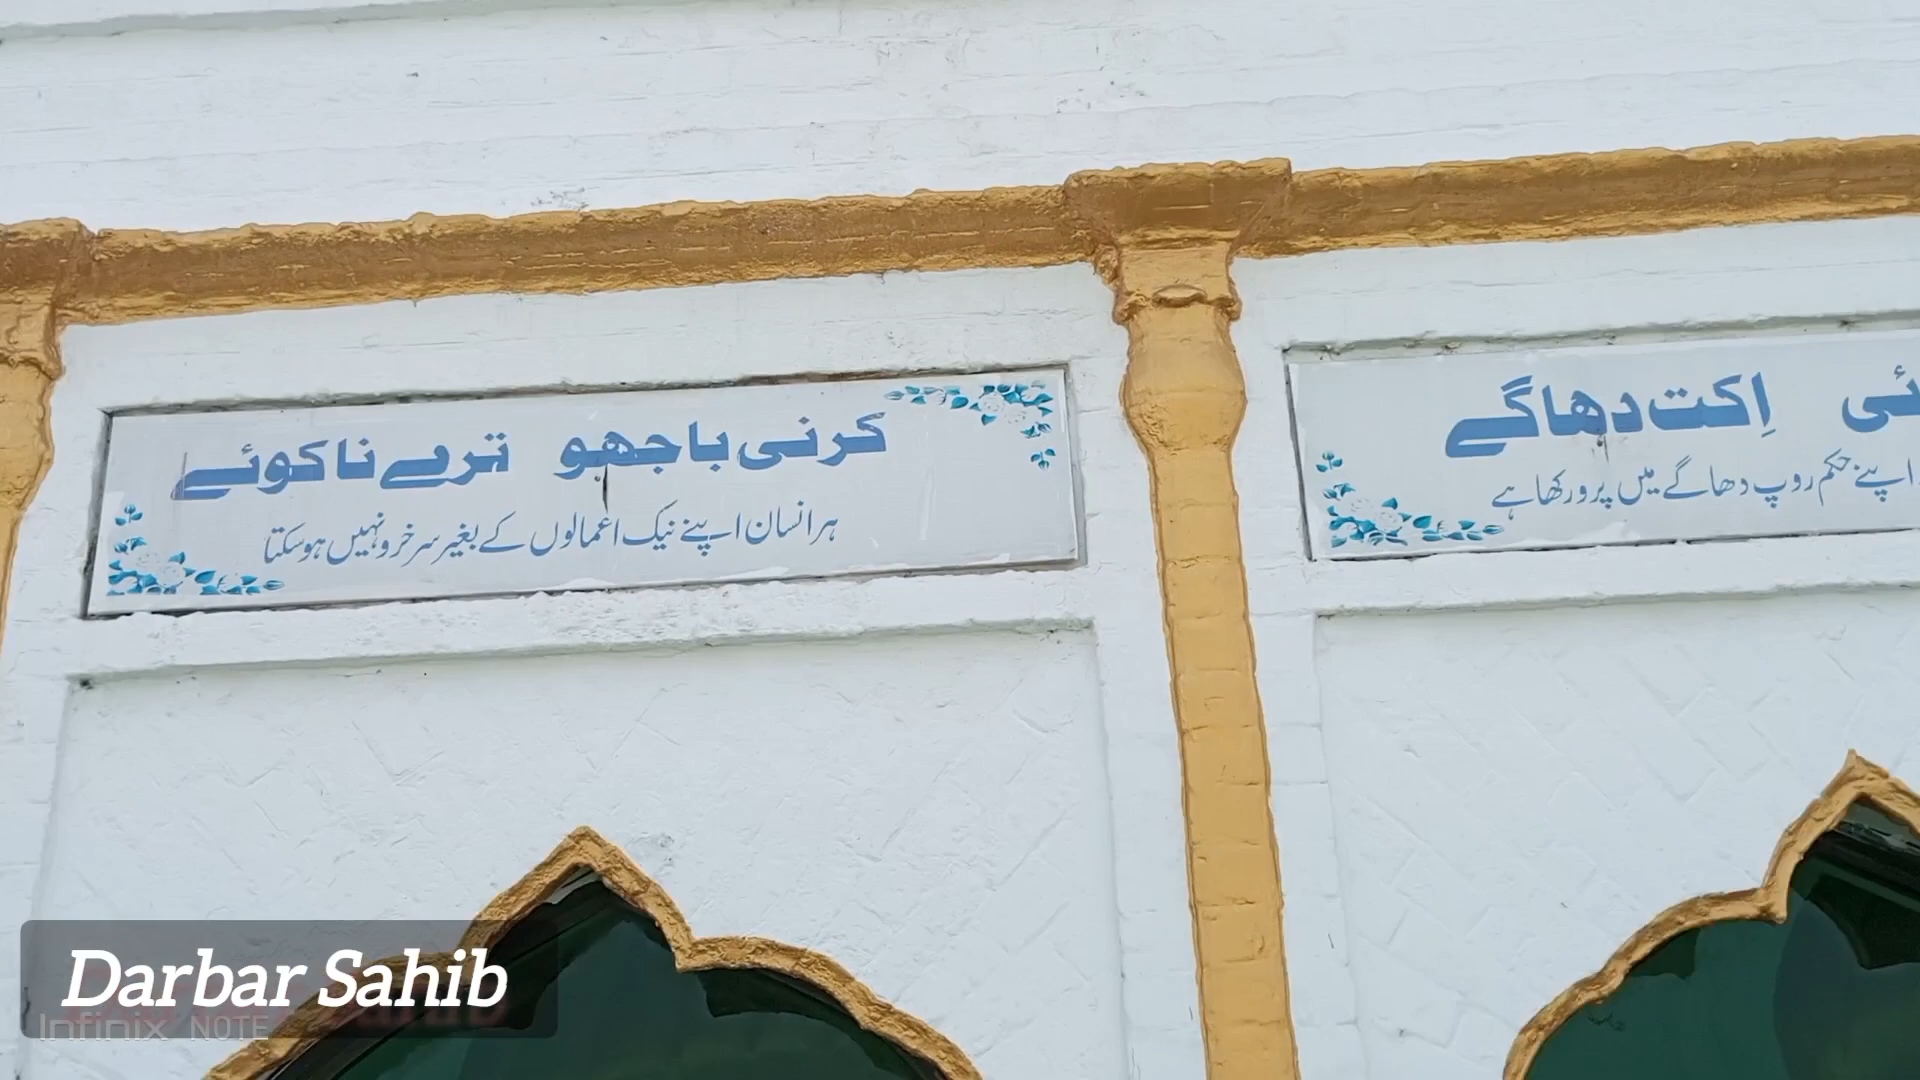 کرنی باجھو ترے نا کوئے
ہر انسان اپنے نیک اعمالوں کے بغیر سرخرو نہیں ہو سکتا
اِکت دھاگے
اپنے حکم روپ دھاگے میں پرو رکھا ہے
Darbar Sahib
Infinix NOTE